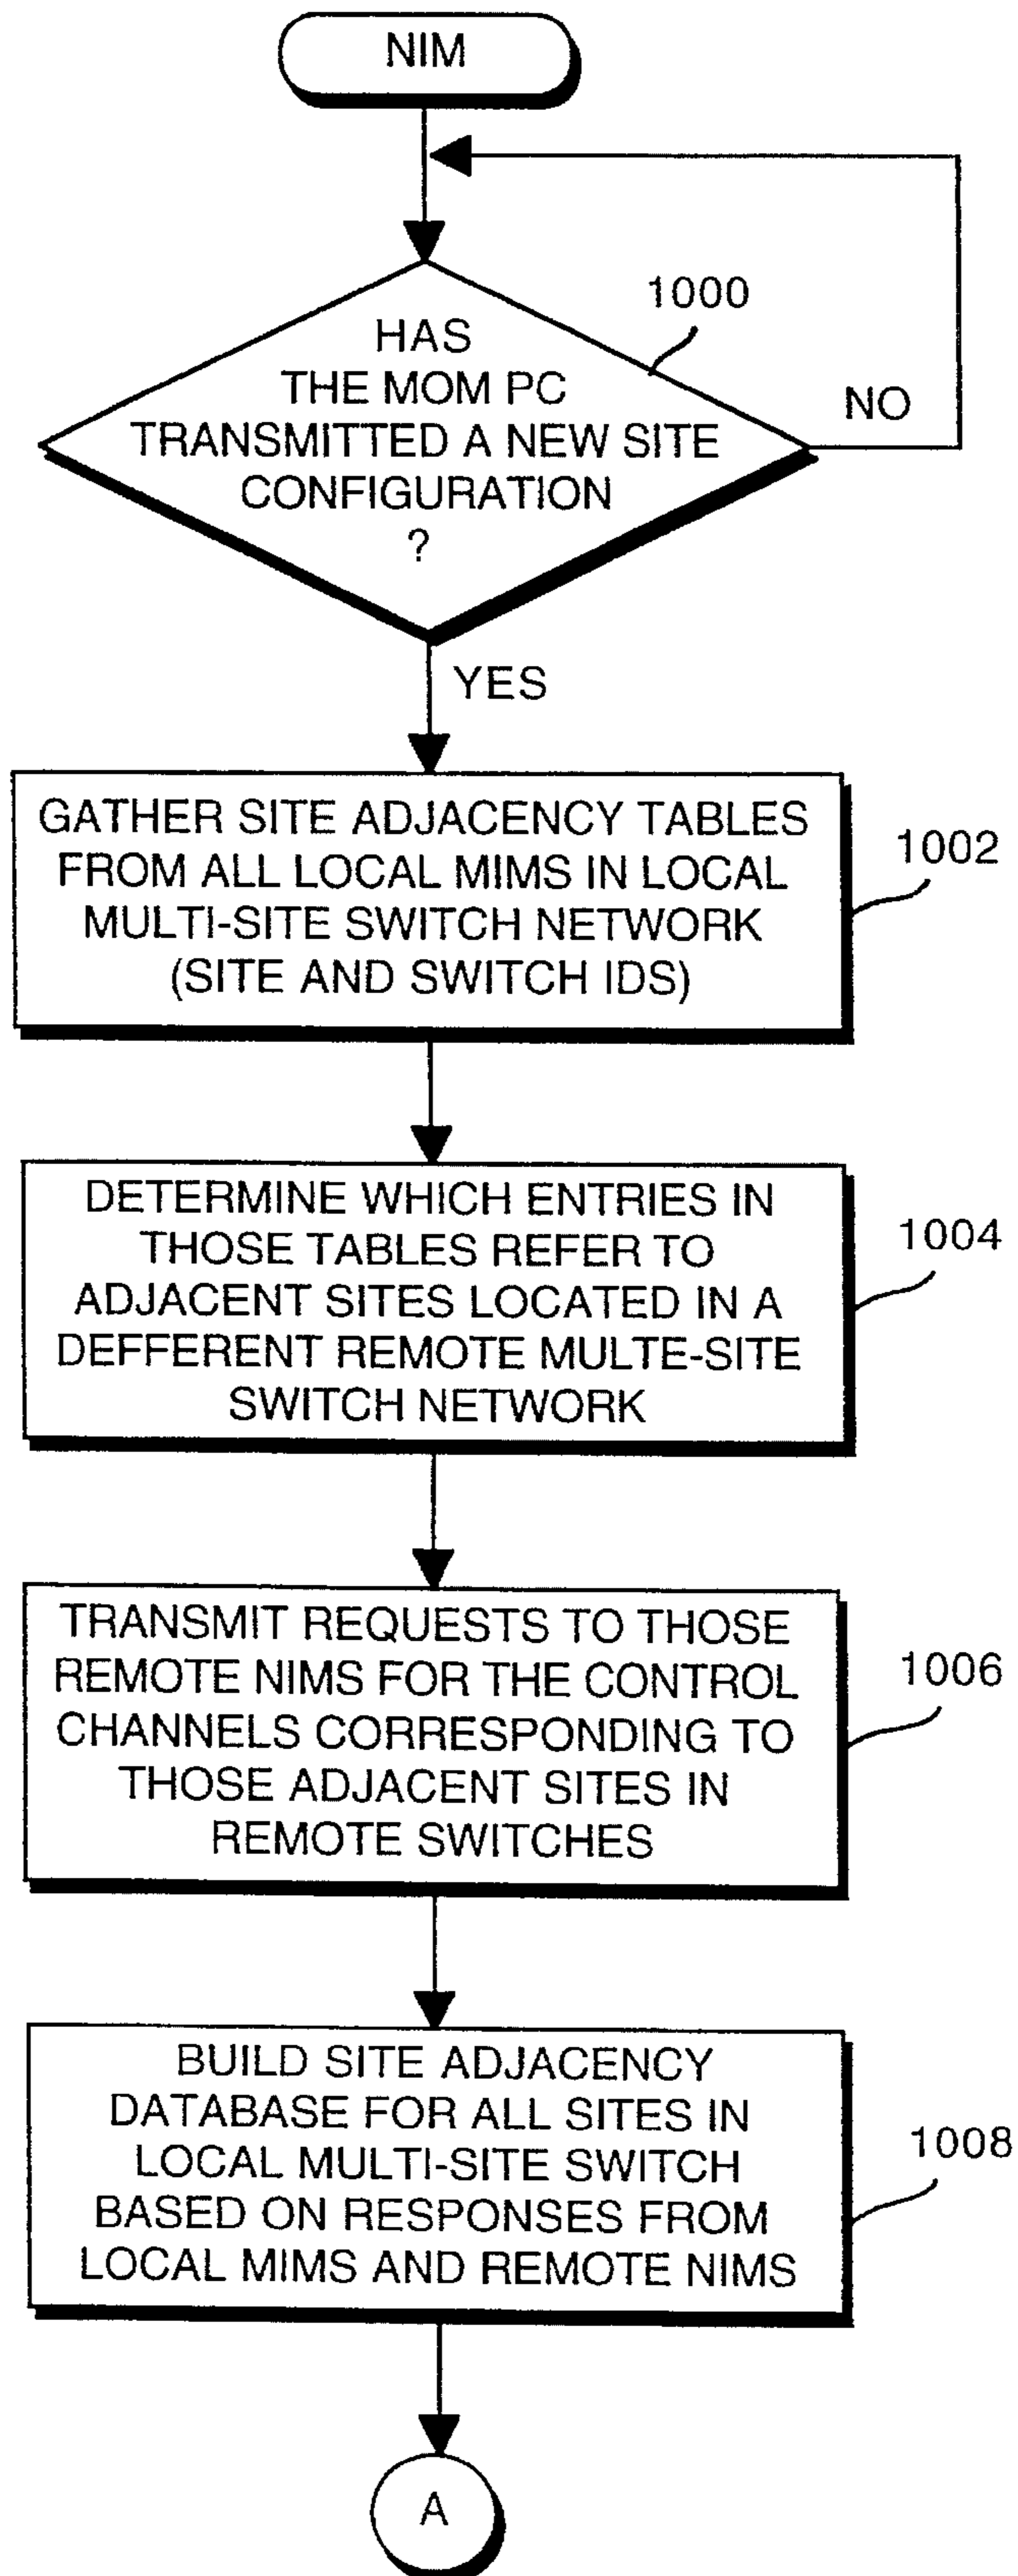 NIM
1000
HAS
THE MOM PC
TRANSMITTED A NEW SITE
CONFIGURATION
?
NO
YES
GATHER SITE ADJACENCY TABLES
FROM ALL LOCAL MIMS IN LOCAL
MULTI-SITE SWITCH NETWORK
(SITE AND SWITCH IDS)
1002
DETERMINE WHICH ENTRIES IN
THOSE TABLES REFER TO
ADJACENT SITES LOCATED IN A
DEFFERENT REMOTE MULTE-SITE
SWITCH NETWORK
1004
TRANSMIT REQUESTS TO THOSE
REMOTE NIMS FOR THE CONTROL
CHANNELS CORRESPONDING TO
THOSE ADJACENT SITES IN
REMOTE SWITCHES
1006
BUILD SITE ADJACENCY
DATABASE FOR ALL SITES IN
LOCAL MULTI-SITE SWITCH
BASED ON RESPONSES FROM
LOCAL MIMS AND REMOTE NIMS
1008
A